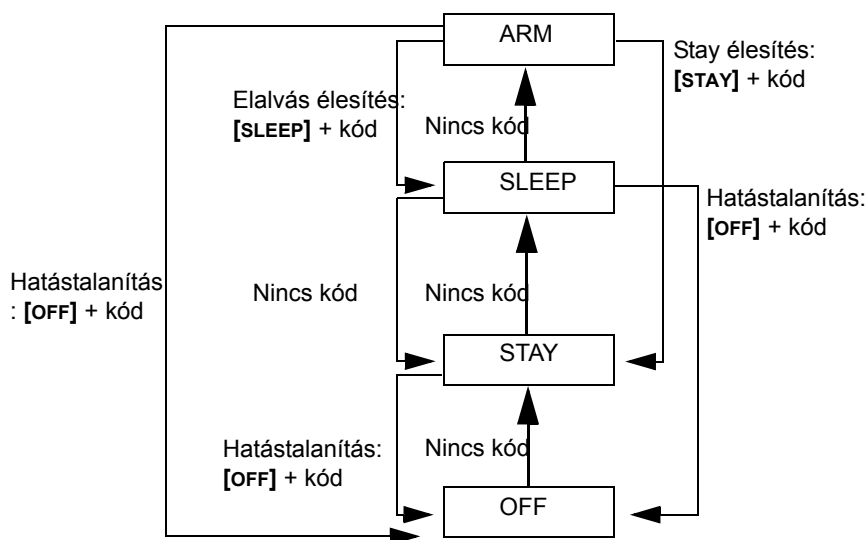 ARM
Stay élesítés:
[STAY] + kód
Elalvás élesítés:
[SLEEP] + kód
Nincs kód
SLEEP
Hatástalanítás:
[OFF] + kód
Hatástalanítás
: [OFF] + kód
Nincs kód
Nincs kód
STAY
Hatástalanítás:
[OFF] + kód
Nincs kód
OFF